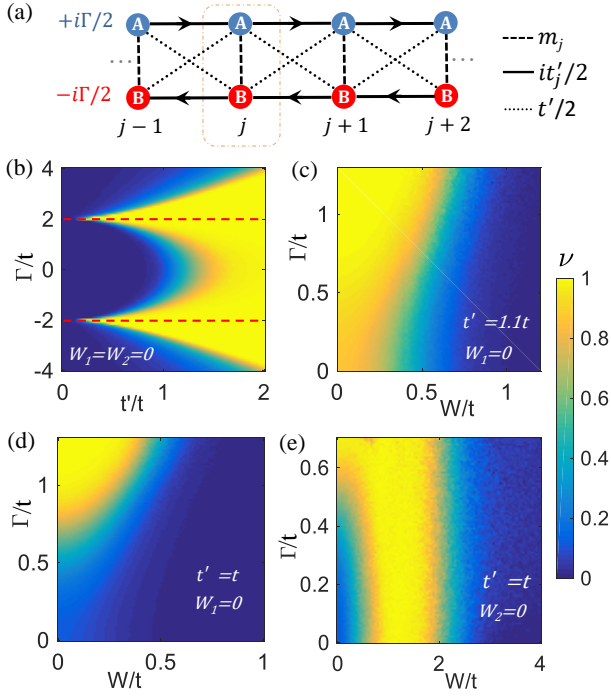 (a)
+iΓ/2 A A A A
−iΓ/2 B B B B
j − 1 j j + 1 j + 2
m_j
it'_j/2
t'/2
(b)
Γ/t
4
2
0
-2
-4
W_1=W_2=0
0 1 2
t'/t
(c)
Γ/t
1
0.5
0
t' =1.1t
W_1=0
0 0.5 1
W/t
ν
1
0.8
0.6
0.4
0.2
0
(d)
Γ/t
1
0.5
0
t' =t
W_1=0
0 0.5 1
W/t
(e)
Γ/t
0.6
0.4
0.2
0
t' =t
W_2=0
0 2 4
W/t